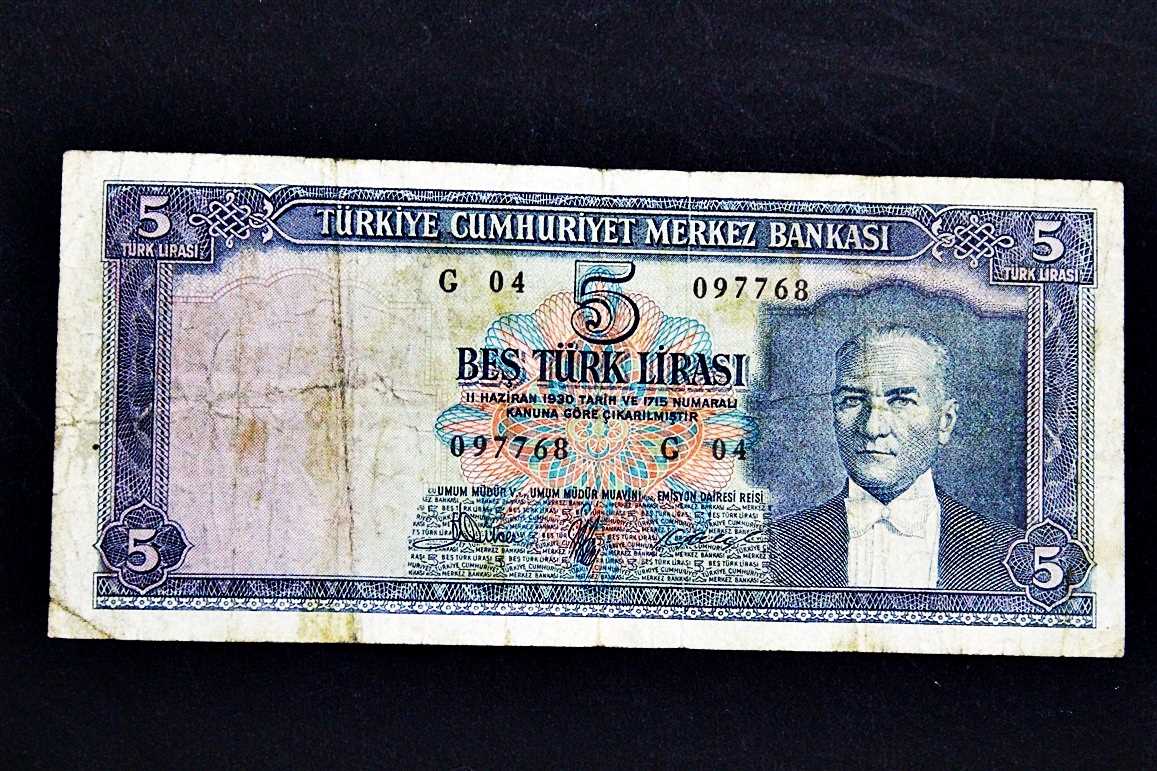 5 TÜRKİYE CUMHURİYET MERKEZ BANKASI 5
TÜRK LİRASI TÜRK LİRASI
G 04 5 097768
BEŞ TÜRK LİRASI
11 HAZİRAN 1930 TARİH VE 1715 NUMARALI
KANUNA GÖRE ÇIKARILMIŞTIR
097768 G 04
UMUM MÜDÜR V. UMUM MÜDÜR MUAVİNİ EMİSYON DAİRESİ REİSİ
5 5